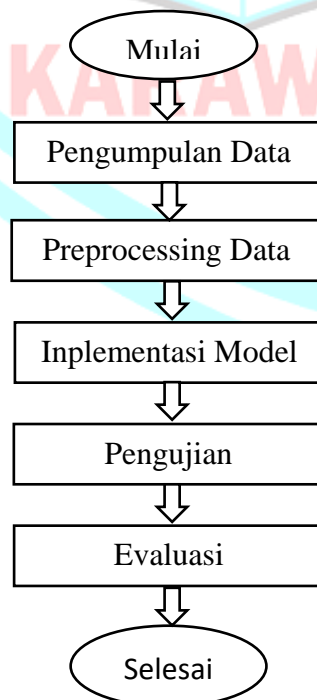 KARAW
Mulai
Pengumpulan Data
Preprocessing Data
Inplementasi Model
Pengujian
Evaluasi
Selesai